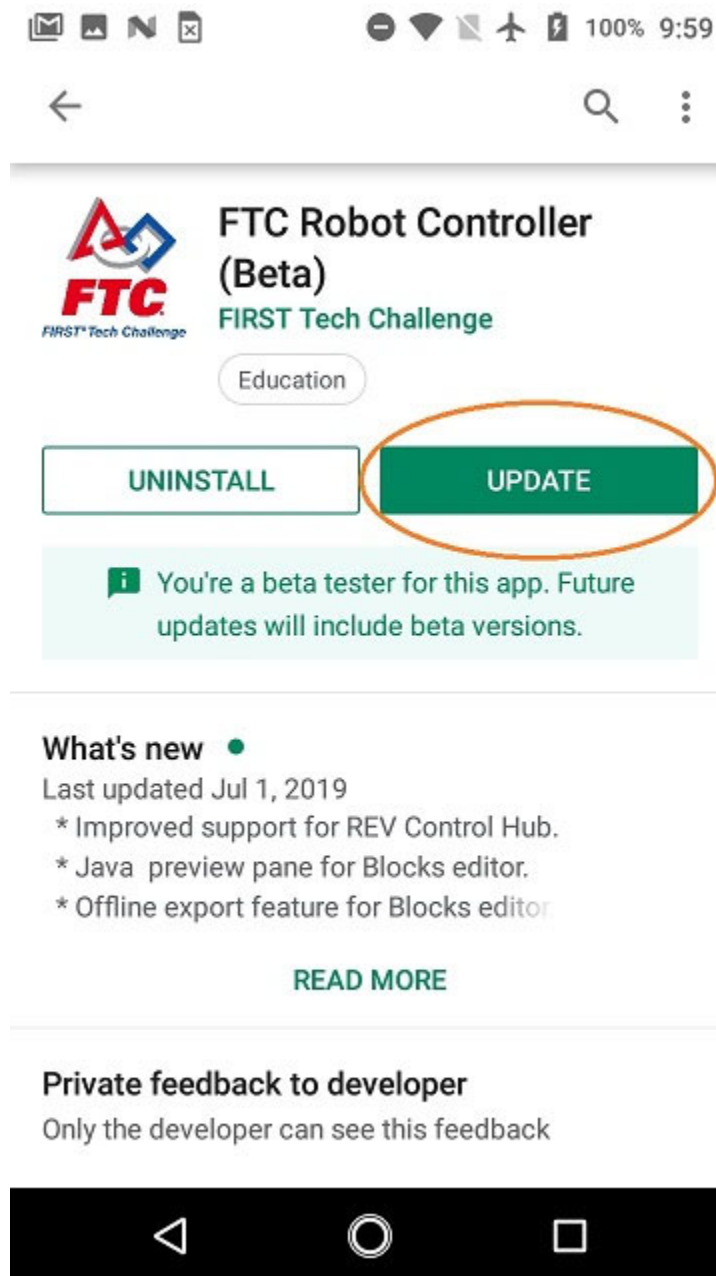 100% 9:59
FTC Robot Controller
(Beta)
FTC
FIRST® Tech Challenge
FIRST Tech Challenge
Education
UNINSTALL
UPDATE
You're a beta tester for this app. Future
updates will include beta versions.
What's new
Last updated Jul 1, 2019
* Improved support for REV Control Hub.
* Java preview pane for Blocks editor.
* Offline export feature for Blocks editor
READ MORE
Private feedback to developer
Only the developer can see this feedback